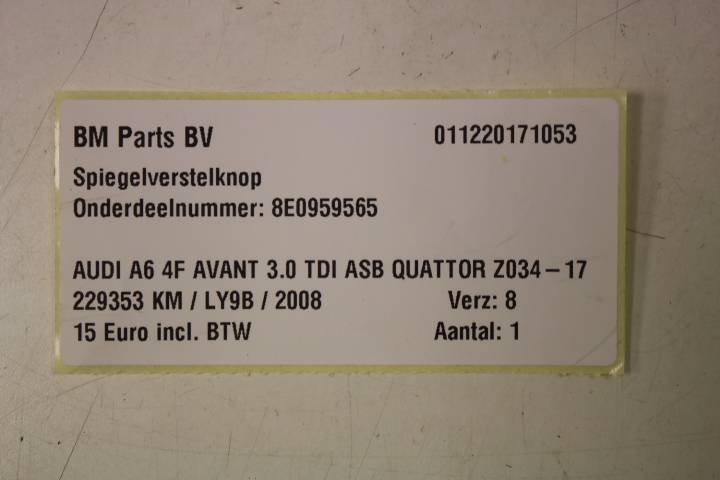 BM Parts BV 011220171053
Spiegelverstelknop
Onderdeelnummer: 8E0959565
AUDI A6 4F AVANT 3.0 TDI ASB QUATTOR Z034-17
229353 KM / LY9B / 2008 Verz: 8
15 Euro incl. BTW Aantal: 1